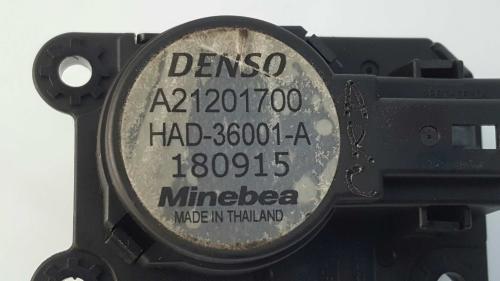 DENSO
A21201700
HAD-36001-A
180915
Minebea
MADE IN THAILAND